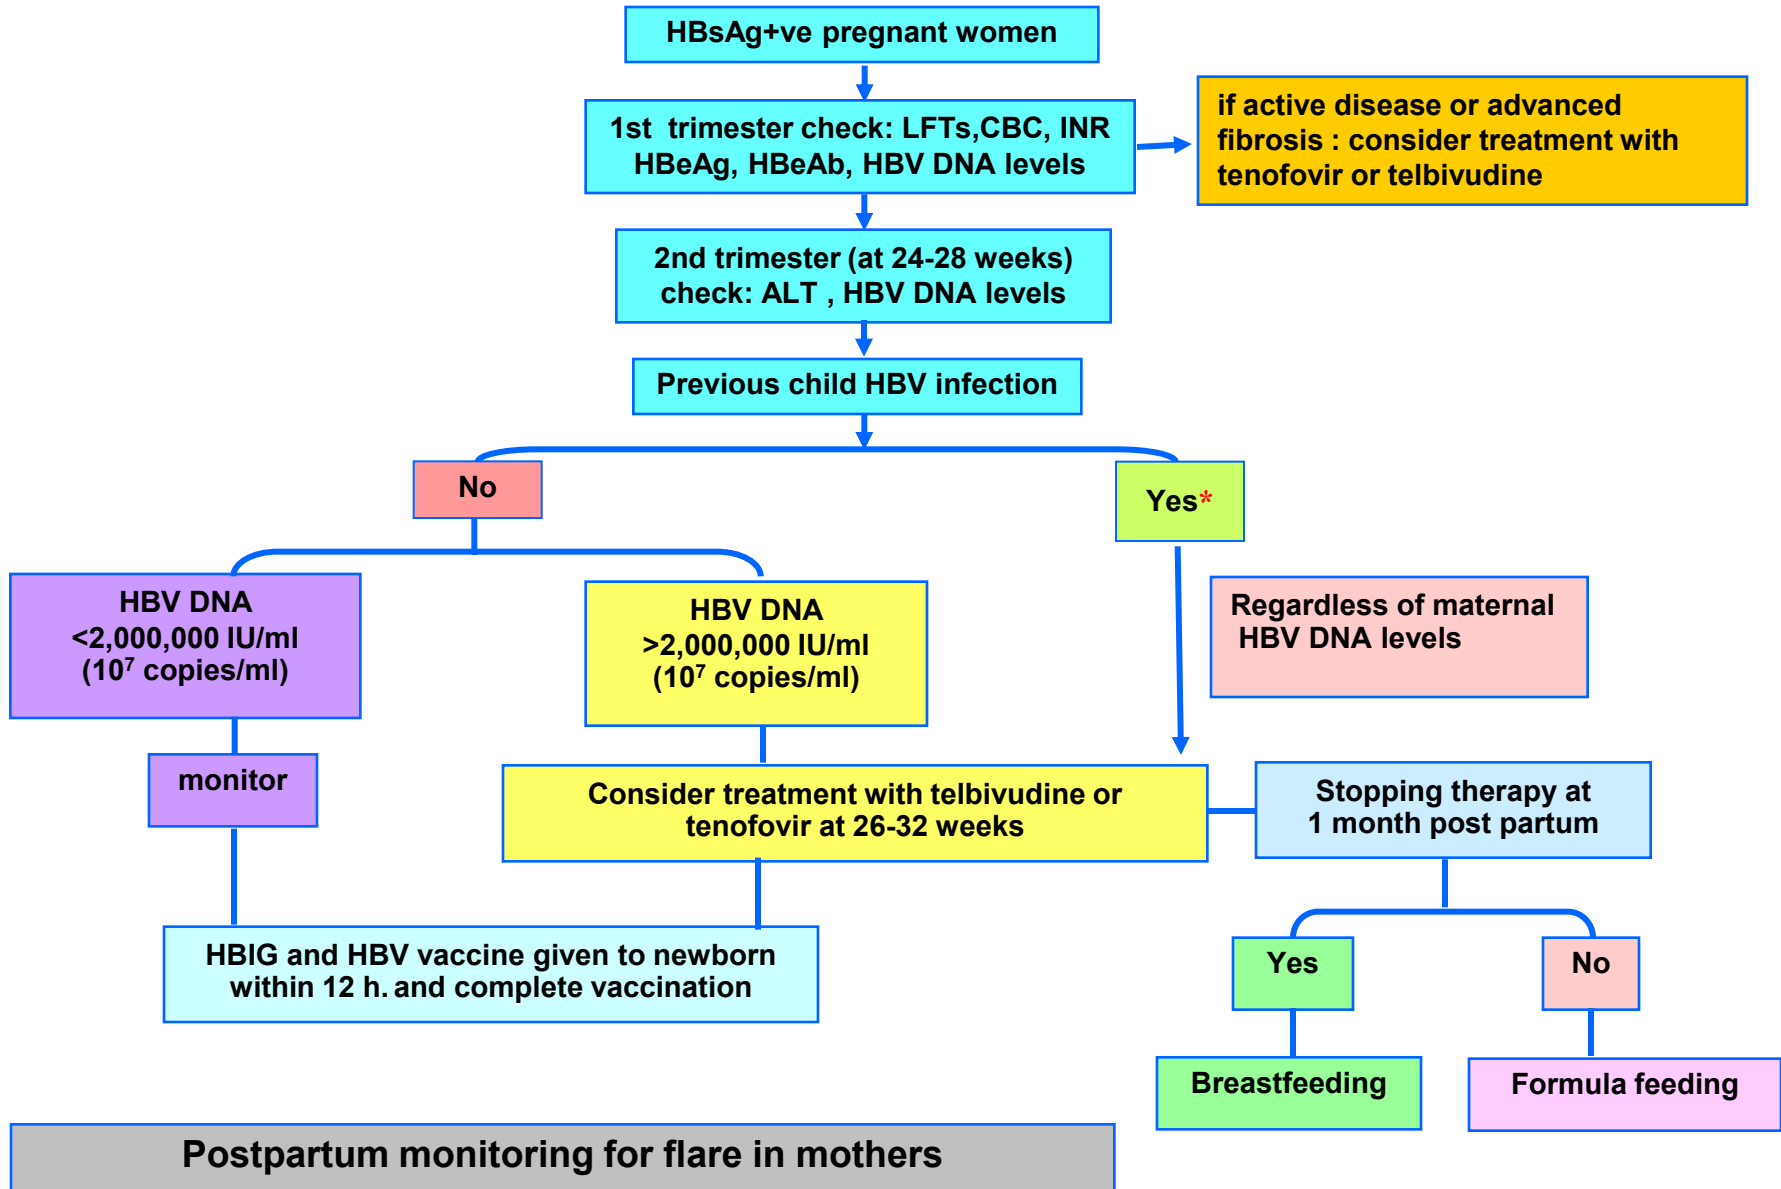 HBsAg+ve pregnant women
1st trimester check: LFTs,CBC, INR
HBeAg, HBeAb, HBV DNA levels
if active disease or advanced
fibrosis : consider treatment with
tenofovir or telbivudine
2nd trimester (at 24-28 weeks)
check: ALT , HBV DNA levels
Previous child HBV infection
No
Yes*
HBV DNA
<2,000,000 IU/ml
(10⁷ copies/ml)
HBV DNA
>2,000,000 IU/ml
(10⁷ copies/ml)
Regardless of maternal
HBV DNA levels
monitor
Consider treatment with telbivudine or
tenofovir at 26-32 weeks
Stopping therapy at
1 month post partum
HBIG and HBV vaccine given to newborn
within 12 h. and complete vaccination
Yes
No
Breastfeeding
Formula feeding
Postpartum monitoring for flare in mothers